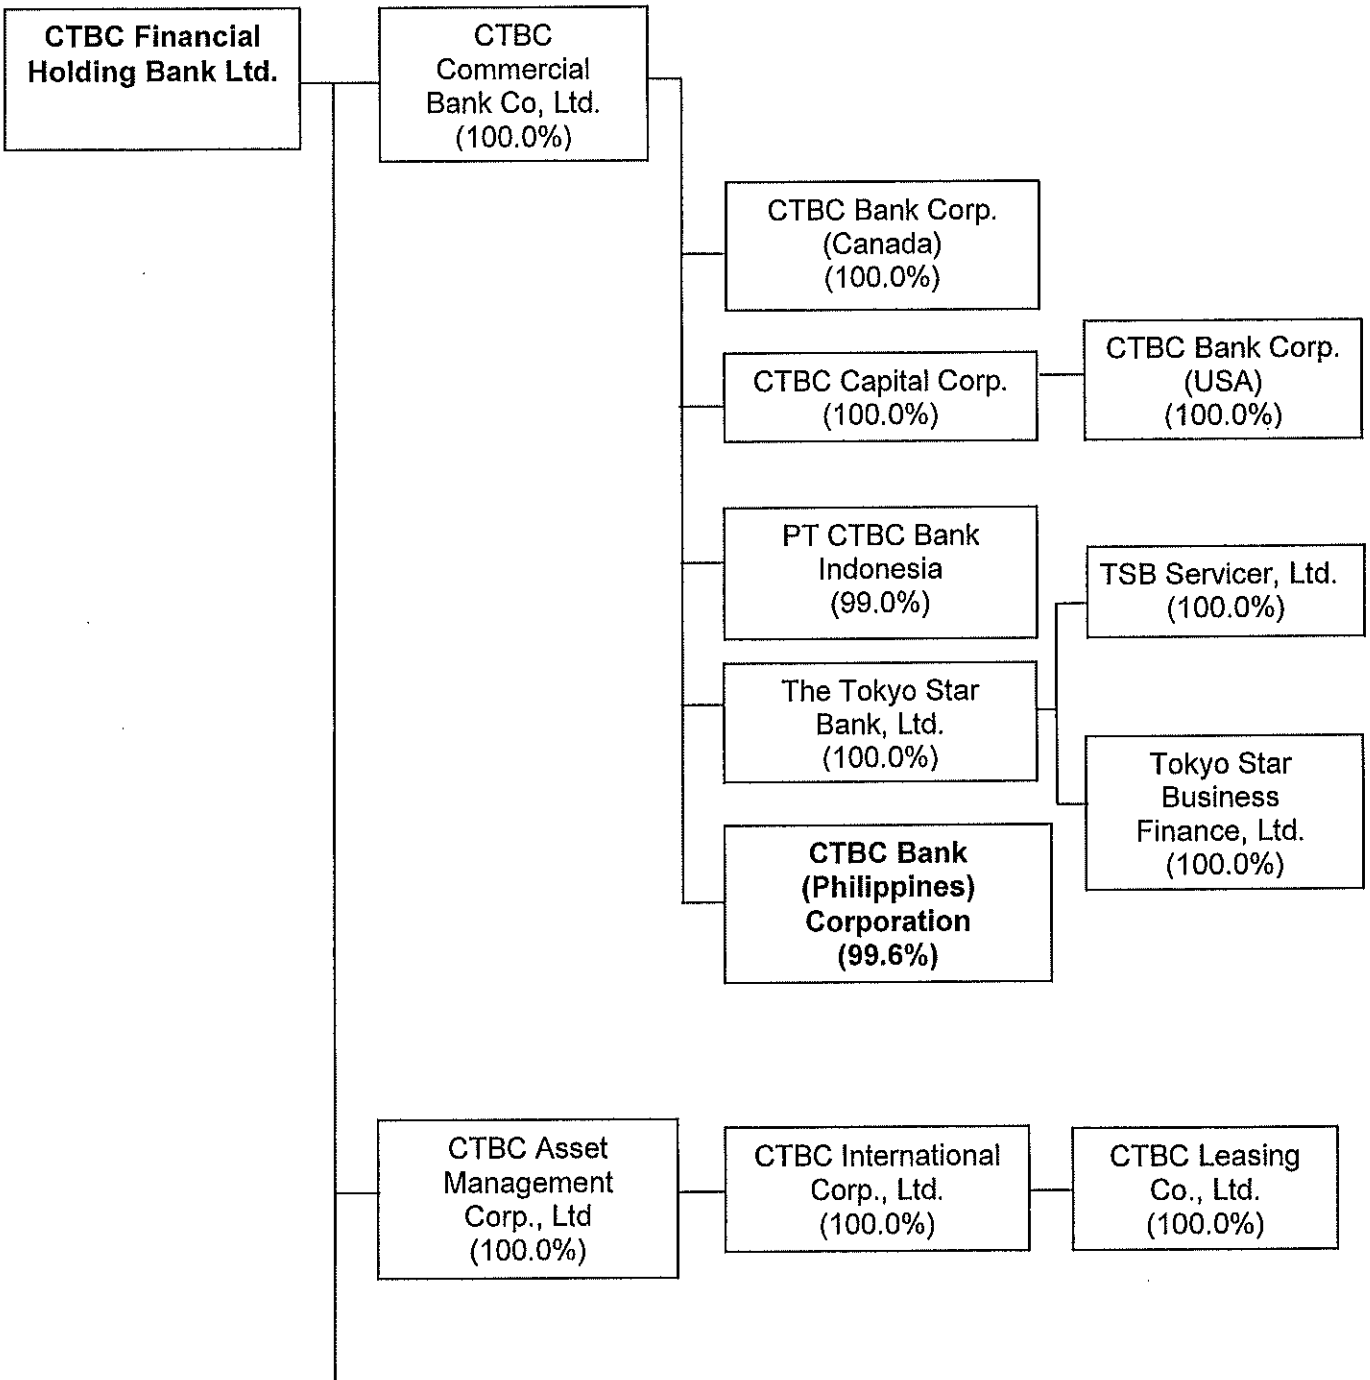 CTBC Financial
Holding Bank Ltd.
CTBC
Commercial
Bank Co, Ltd.
(100.0%)
CTBC Bank Corp.
(Canada)
(100.0%)
CTBC Capital Corp.
(100.0%)
CTBC Bank Corp.
(USA)
(100.0%)
PT CTBC Bank
Indonesia
(99.0%)
TSB Servicer, Ltd.
(100.0%)
The Tokyo Star
Bank, Ltd.
(100.0%)
Tokyo Star
Business
Finance, Ltd.
(100.0%)
CTBC Bank
(Philippines)
Corporation
(99.6%)
CTBC Asset
Management
Corp., Ltd
(100.0%)
CTBC International
Corp., Ltd.
(100.0%)
CTBC Leasing
Co., Ltd.
(100.0%)